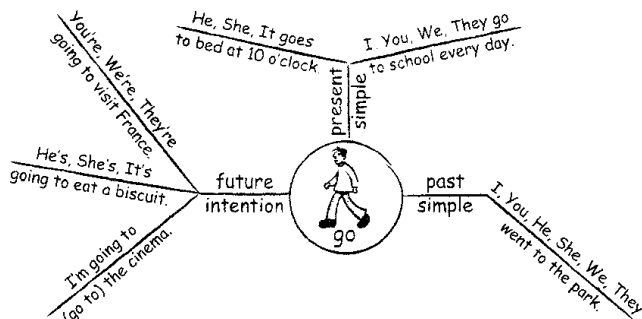 He, She, It goes
to bed at 10 o'clock.
I, You, We, They go
to school every day.
present
simple
You're, We're, They're
going to visit France.
He's, She's, It's
going to eat a biscuit.
I'm going to
(go to) the cinema.
future
intention
go
past
simple
I, You, He, She, We, They
went to the park.